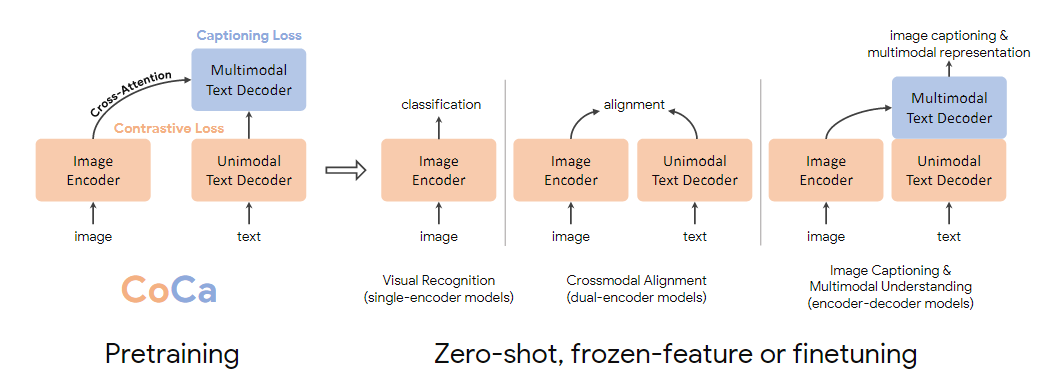 Captioning Loss
Multimodal
Text Decoder
Cross-Attention
Contrastive Loss
Image
Encoder
Unimodal
Text Decoder
image
text
CoCa
Pretraining
classification
Image
Encoder
image
Visual Recognition
(single-encoder models)
alignment
Image
Encoder
Unimodal
Text Decoder
image
text
Crossmodal Alignment
(dual-encoder models)
image captioning &
multimodal representation
Multimodal
Text Decoder
Image
Encoder
Unimodal
Text Decoder
image
text
Image Captioning &
Multimodal Understanding
(encoder-decoder models)
Zero-shot, frozen-feature or finetuning